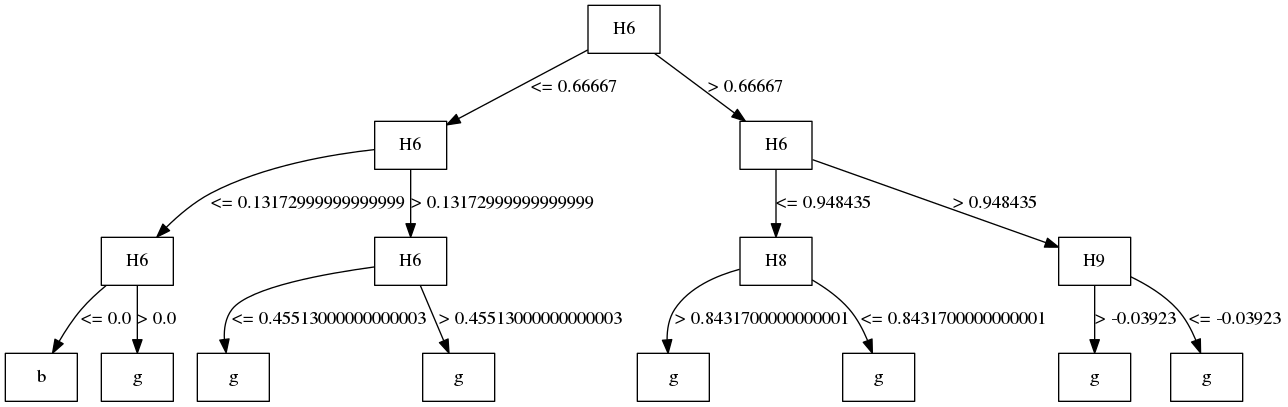 H6
<= 0.66667
> 0.66667
H6
H6
<= 0.13172999999999999
> 0.13172999999999999
<= 0.948435
> 0.948435
H6
H6
H8
H9
<= 0.0
> 0.0
<= 0.45513000000000003
> 0.45513000000000003
> 0.8431700000000001
<= 0.8431700000000001
> -0.03923
<= -0.03923
b
g
g
g
g
g
g
g